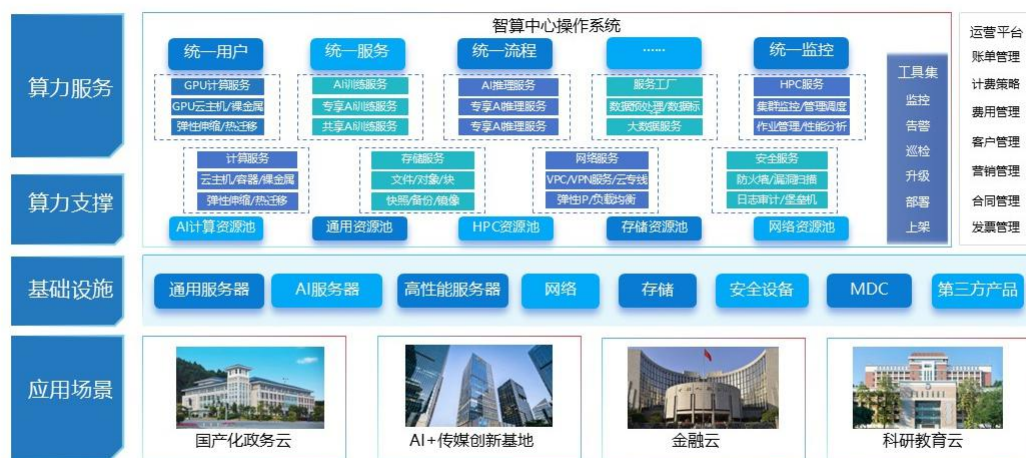 智算中心操作系统
算力服务
统一用户
统一服务
统一流程
......
统一监控
GPU计算服务
GPU云主机/裸金属
弹性伸缩/热迁移
AI训练服务
专享AI训练服务
共享AI训练服务
AI推理服务
专享AI推理服务
专享AI推理服务
服务工厂
数据预处理/数据标
大数据服务
HPC服务
集群监控/管理调度
作业管理/性能分析
算力支撑
计算服务
云主机/容器/裸金属
弹性伸缩/热迁移
存储服务
文件/对象/块
快照/备份/镜像
网络服务
VPC/VPN服务/云专线
弹性IP/负载均衡
安全服务
防火墙/漏洞扫描
日志审计/堡垒机
AI计算资源池
通用资源池
HPC资源池
存储资源池
网络资源池
工具集
监控
告警
巡检
升级
部署
上架
运营平台
账单管理
计费策略
费用管理
客户管理
营销管理
合同管理
发票管理
基础设施
通用服务器
AI服务器
高性能服务器
网络
存储
安全设备
MDC
第三方产品
应用场景
国产化政务云
AI+传媒创新基地
金融云
科研教育云